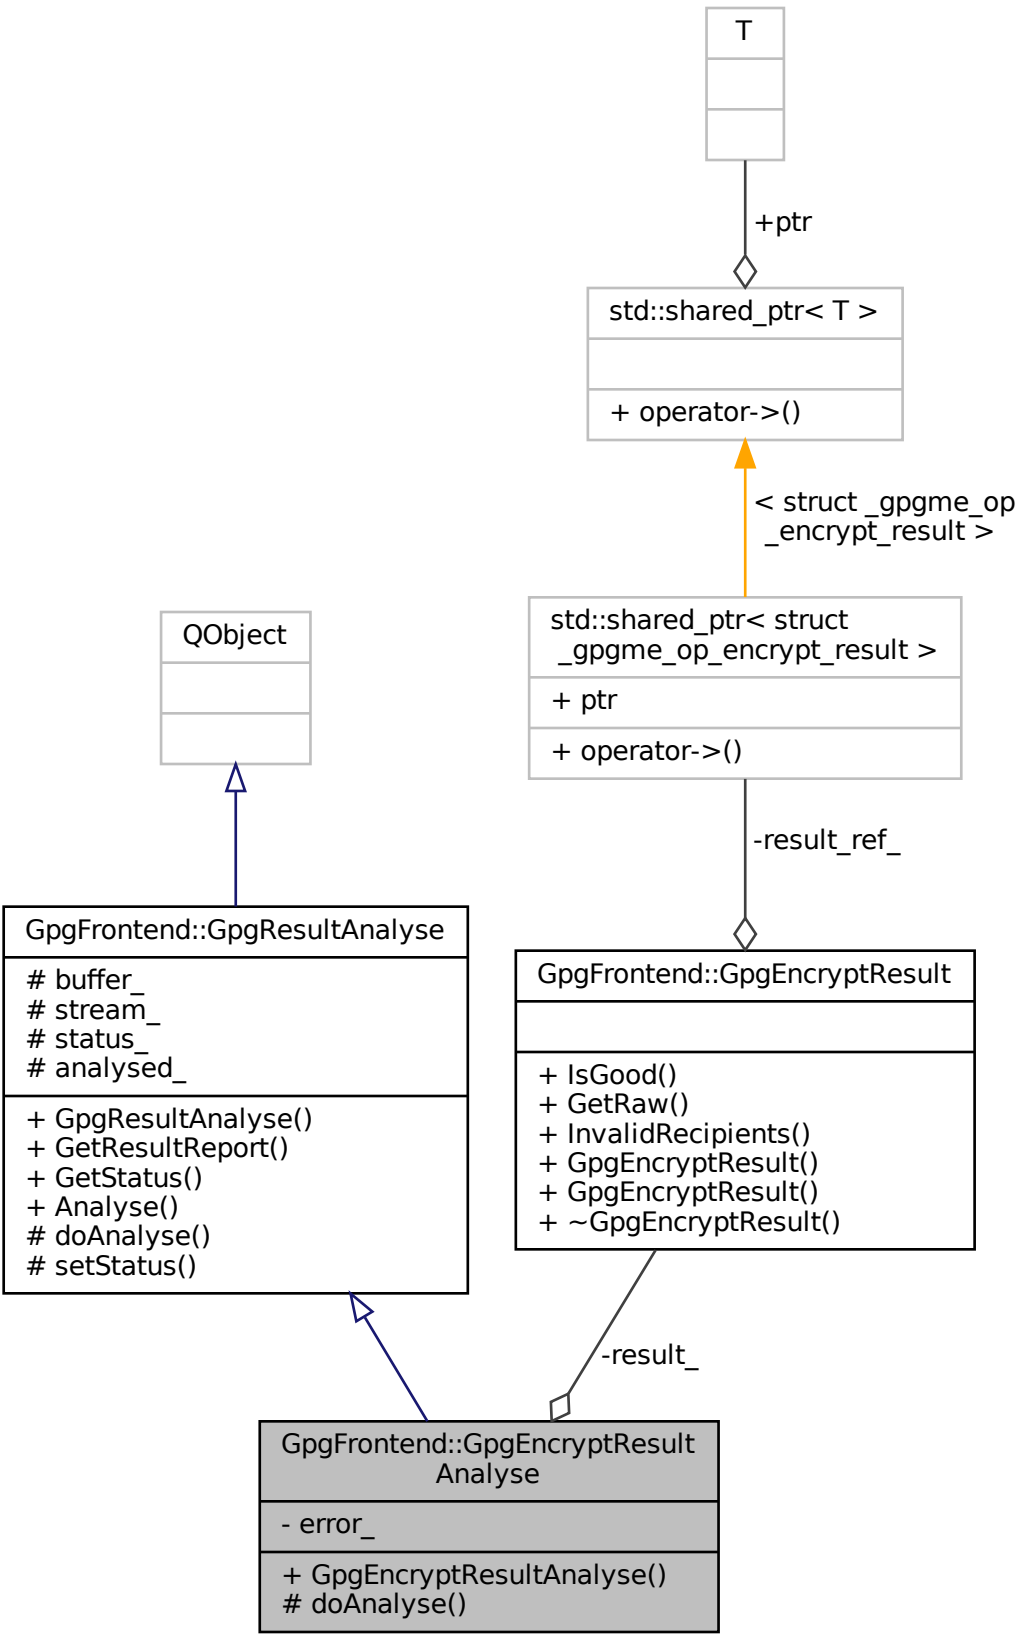 T
+ptr
std::shared_ptr< T >
+ operator->()
< struct _gpgme_op
_encrypt_result >
std::shared_ptr< struct
_gpgme_op_encrypt_result >
+ ptr
+ operator->()
QObject
-result_ref_
GpgFrontend::GpgResultAnalyse
# buffer_
# stream_
# status_
# analysed_
+ GpgResultAnalyse()
+ GetResultReport()
+ GetStatus()
+ Analyse()
# doAnalyse()
# setStatus()
GpgFrontend::GpgEncryptResult
+ IsGood()
+ GetRaw()
+ InvalidRecipients()
+ GpgEncryptResult()
+ GpgEncryptResult()
+ ~GpgEncryptResult()
-result_
GpgFrontend::GpgEncryptResult
Analyse
- error_
+ GpgEncryptResultAnalyse()
# doAnalyse()